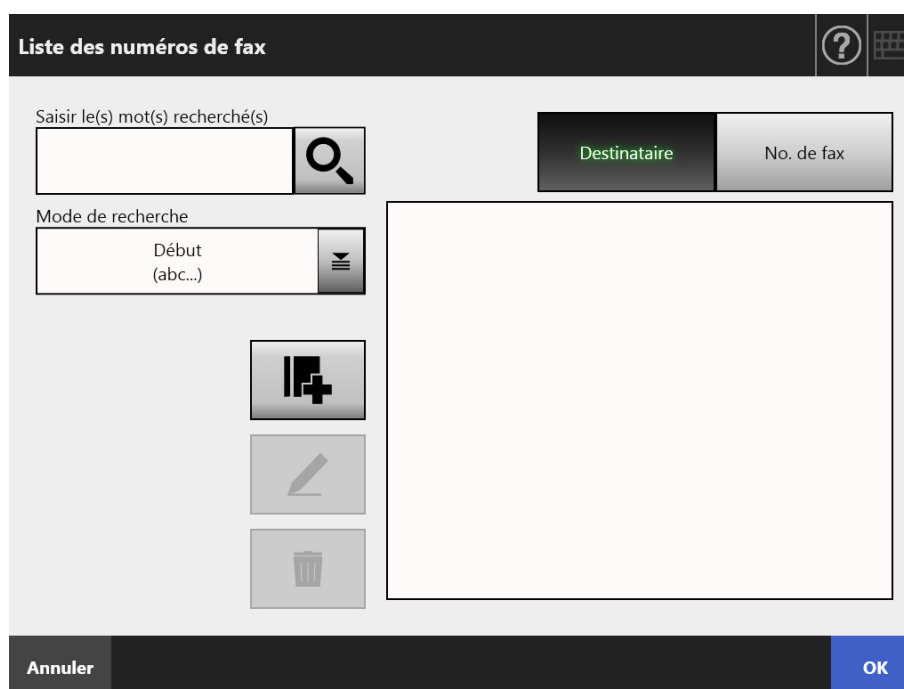 Liste des numéros de fax
?
Saisir le(s) mot(s) recherché(s)
Destinataire
No. de fax
Mode de recherche
Début
(abc...)
Annuler
OK